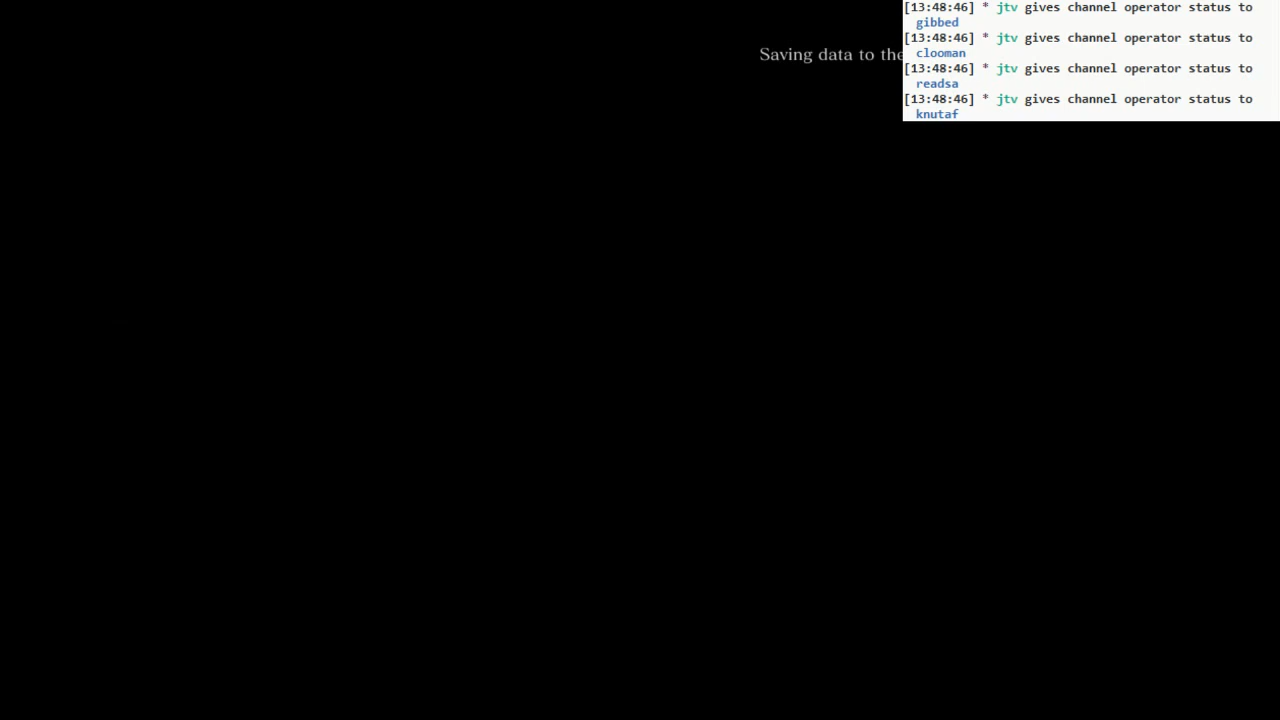 [13:48:46] * jtv gives channel operator status to
gibbed
[13:48:46] * jtv gives channel operator status to
clooman
[13:48:46] * jtv gives channel operator status to
readsa
[13:48:46] * jtv gives channel operator status to
knutaf
Saving data to the